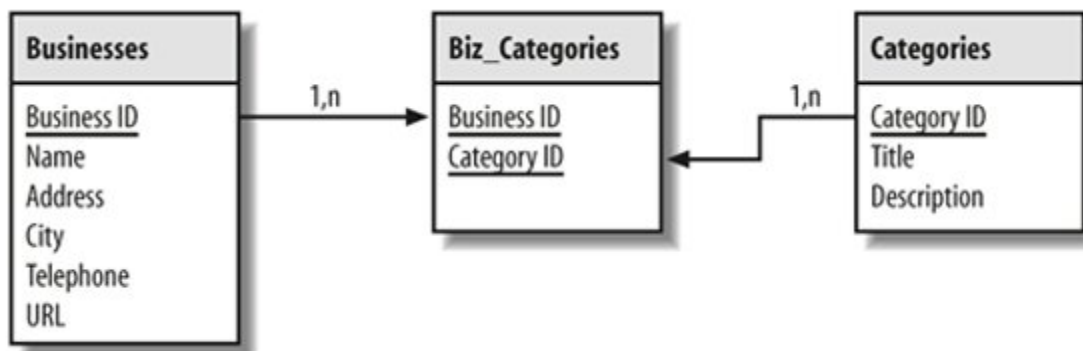 Businesses
Business ID
Name
Address
City
Telephone
URL
1,n
Biz_Categories
Business ID
Category ID
1,n
Categories
Category ID
Title
Description